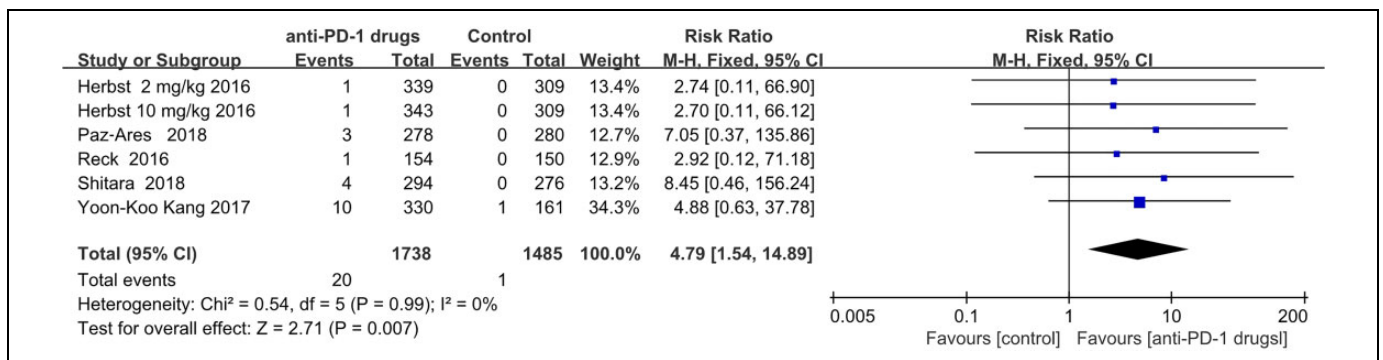 anti-PD-1 drugs Control Risk Ratio Risk Ratio
Study or Subgroup Events Total Events Total Weight M-H, Fixed, 95% CI M-H, Fixed, 95% CI
Herbst 2 mg/kg 2016 1 339 0 309 13.4% 2.74 [0.11, 66.90]
Herbst 10 mg/kg 2016 1 343 0 309 13.4% 2.70 [0.11, 66.12]
Paz-Ares 2018 3 278 0 280 12.7% 7.05 [0.37, 135.86]
Reck 2016 1 154 0 150 12.9% 2.92 [0.12, 71.18]
Shitara 2018 4 294 0 276 13.2% 8.45 [0.46, 156.24]
Yoon-Koo Kang 2017 10 330 1 161 34.3% 4.88 [0.63, 37.78]
Total (95% CI) 1738 1485 100.0% 4.79 [1.54, 14.89]
Total events 20 1
Heterogeneity: Chi² = 0.54, df = 5 (P = 0.99); I² = 0%
Test for overall effect: Z = 2.71 (P = 0.007)
0.005 0.1 1 10 200
Favours [control] Favours [anti-PD-1 drugsl]